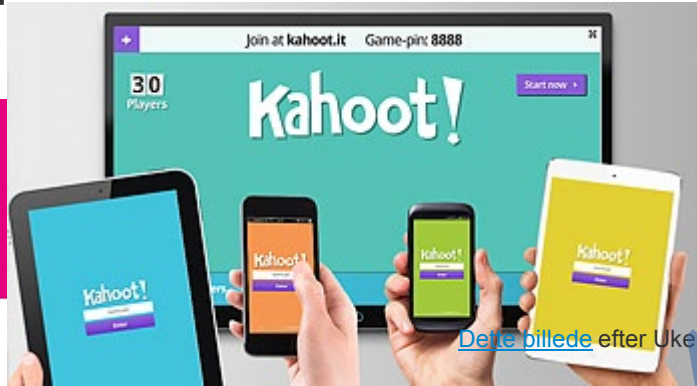 Join at kahoot.it Game-pin: 8888
30
Players
Kahoot!
Start now
Kahoot!
Kahoot!
Kahoot!
Kahoot!
Dette billede efter Uke